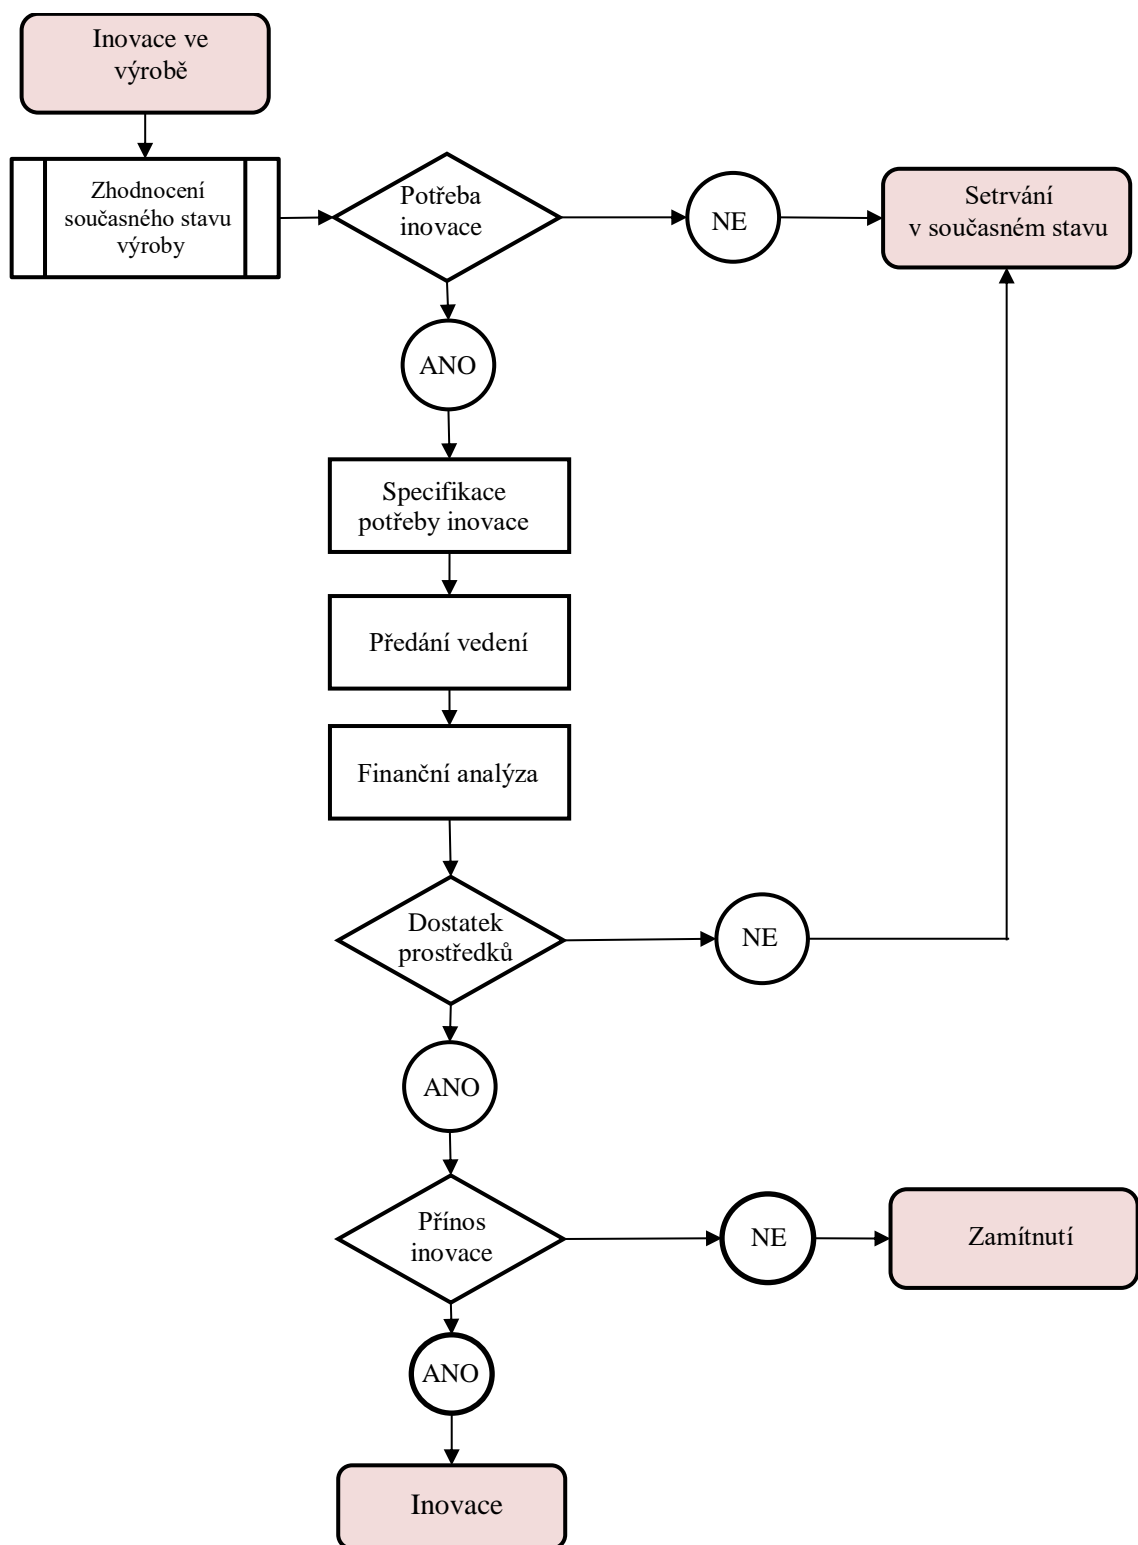 Inovace ve
výrobě
Zhodnocení
současného stavu
výroby
Potřeba
inovace
NE
Setrvání
v současném stavu
ANO
Specifikace
potřeby inovace
Předání vedení
Finanční analýza
Dostatek
prostředků
NE
ANO
Přínos
inovace
NE
Zamítnutí
ANO
Inovace